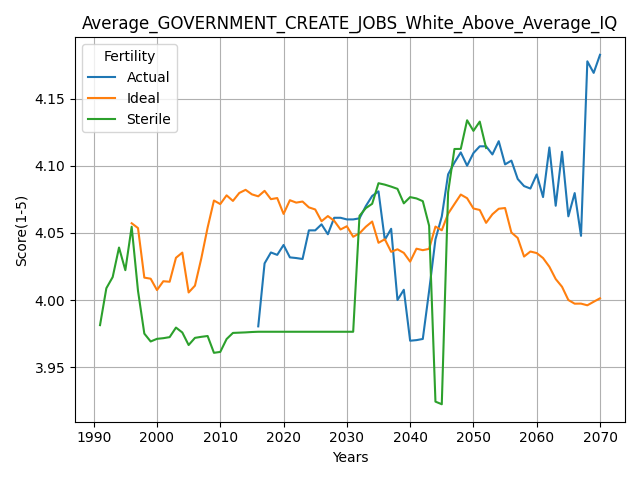 Average_GOVERNMENT_CREATE_JOBS_White_Above_Average_IQ
Fertility
Actual
Ideal
Sterile
Score(1-5)
4.15
4.10
4.05
4.00
3.95
1990 2000 2010 2020 2030 2040 2050 2060 2070
Years